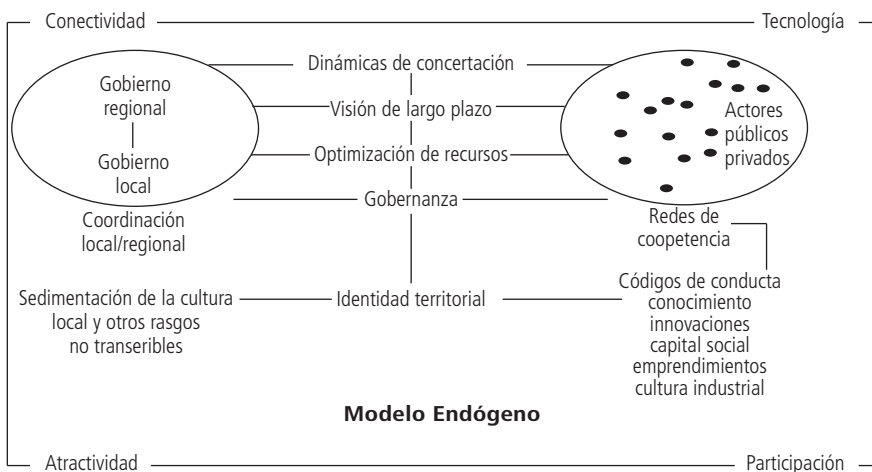 Conectividad
Tecnología
Dinámicas de concertación
Gobierno
regional
Gobierno
local
Visión de largo plazo
Optimización de recursos
Gobernanza
Actores
públicos
privados
Coordinación
local/regional
Redes de
coopetencia
Sedimentación de la cultura
local y otros rasgos
no transeribles
Identidad territorial
Códigos de conducta
conocimiento
innovaciones
capital social
emprendimientos
cultura industrial
Modelo Endógeno
Atractividad
Participación